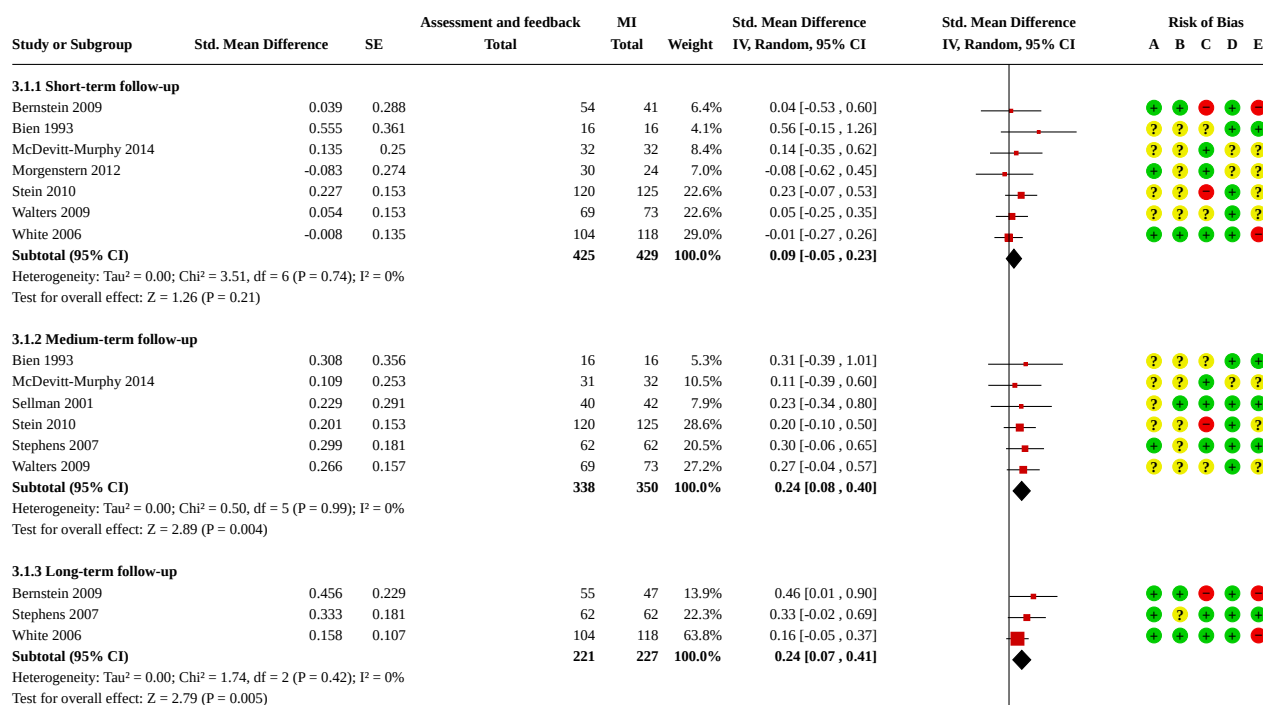 Assessment and feedback MI Std. Mean Difference Std. Mean Difference Risk of Bias
Study or Subgroup Std. Mean Difference SE Total Total Weight IV, Random, 95% CI IV, Random, 95% CI A B C D E
3.1.1 Short-term follow-up
Bernstein 2009 0.039 0.288 54 41 6.4% 0.04 [-0.53 , 0.60] + + − + −
Bien 1993 0.555 0.361 16 16 4.1% 0.56 [-0.15 , 1.26] ? ? ? + +
McDevitt-Murphy 2014 0.135 0.25 32 32 8.4% 0.14 [-0.35 , 0.62] ? ? + ? ?
Morgenstern 2012 -0.083 0.274 30 24 7.0% -0.08 [-0.62 , 0.45] + ? + ? ?
Stein 2010 0.227 0.153 120 125 22.6% 0.23 [-0.07 , 0.53] ? ? − + ?
Walters 2009 0.054 0.153 69 73 22.6% 0.05 [-0.25 , 0.35] ? ? ? + ?
White 2006 -0.008 0.135 104 118 29.0% -0.01 [-0.27 , 0.26] + + + + −
Subtotal (95% CI) 425 429 100.0% 0.09 [-0.05 , 0.23]
Heterogeneity: Tau² = 0.00; Chi² = 3.51, df = 6 (P = 0.74); I² = 0%
Test for overall effect: Z = 1.26 (P = 0.21)
3.1.2 Medium-term follow-up
Bien 1993 0.308 0.356 16 16 5.3% 0.31 [-0.39 , 1.01] ? ? ? + +
McDevitt-Murphy 2014 0.109 0.253 31 32 10.5% 0.11 [-0.39 , 0.60] ? ? + ? ?
Sellman 2001 0.229 0.291 40 42 7.9% 0.23 [-0.34 , 0.80] ? + + + +
Stein 2010 0.201 0.153 120 125 28.6% 0.20 [-0.10 , 0.50] ? ? − + ?
Stephens 2007 0.299 0.181 62 62 20.5% 0.30 [-0.06 , 0.65] + ? + + +
Walters 2009 0.266 0.157 69 73 27.2% 0.27 [-0.04 , 0.57] ? ? ? + ?
Subtotal (95% CI) 338 350 100.0% 0.24 [0.08 , 0.40]
Heterogeneity: Tau² = 0.00; Chi² = 0.50, df = 5 (P = 0.99); I² = 0%
Test for overall effect: Z = 2.89 (P = 0.004)
3.1.3 Long-term follow-up
Bernstein 2009 0.456 0.229 55 47 13.9% 0.46 [0.01 , 0.90] + + − + −
Stephens 2007 0.333 0.181 62 62 22.3% 0.33 [-0.02 , 0.69] + ? + + +
White 2006 0.158 0.107 104 118 63.8% 0.16 [-0.05 , 0.37] + + + + −
Subtotal (95% CI) 221 227 100.0% 0.24 [0.07 , 0.41]
Heterogeneity: Tau² = 0.00; Chi² = 1.74, df = 2 (P = 0.42); I² = 0%
Test for overall effect: Z = 2.79 (P = 0.005)